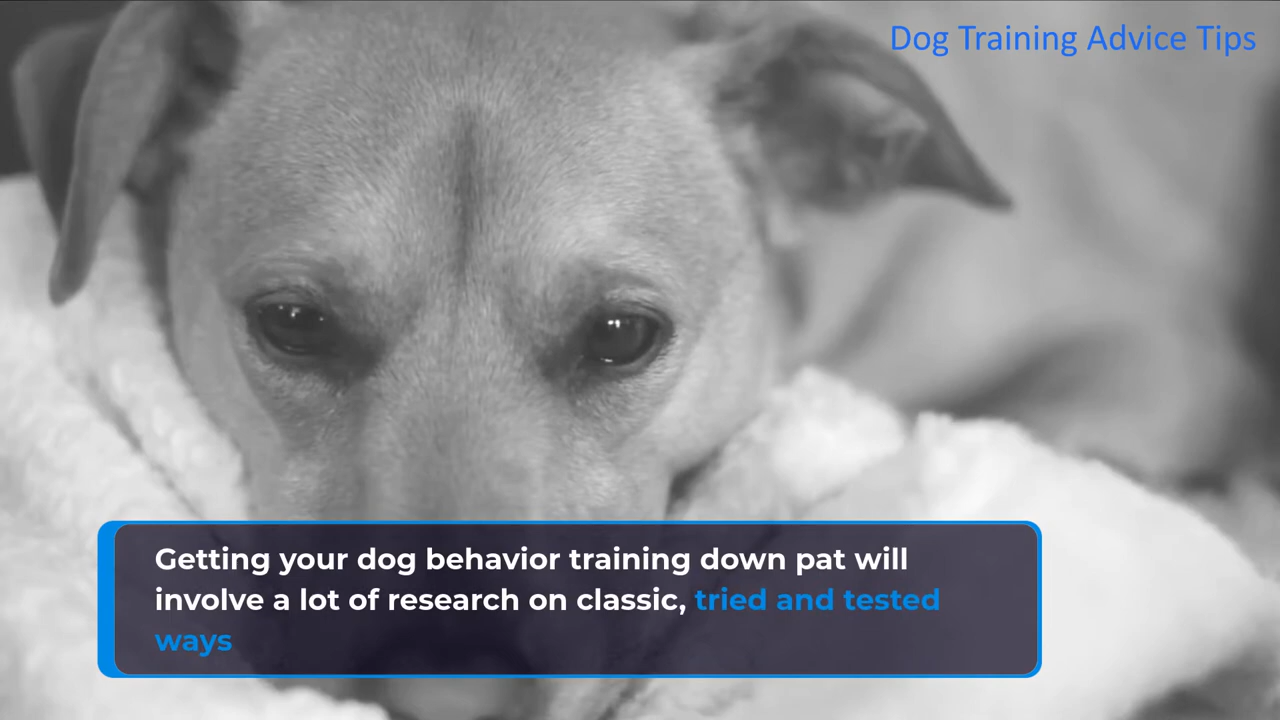 Dog Training Advice Tips
Getting your dog behavior training down pat will
involve a lot of research on classic, tried and tested
ways